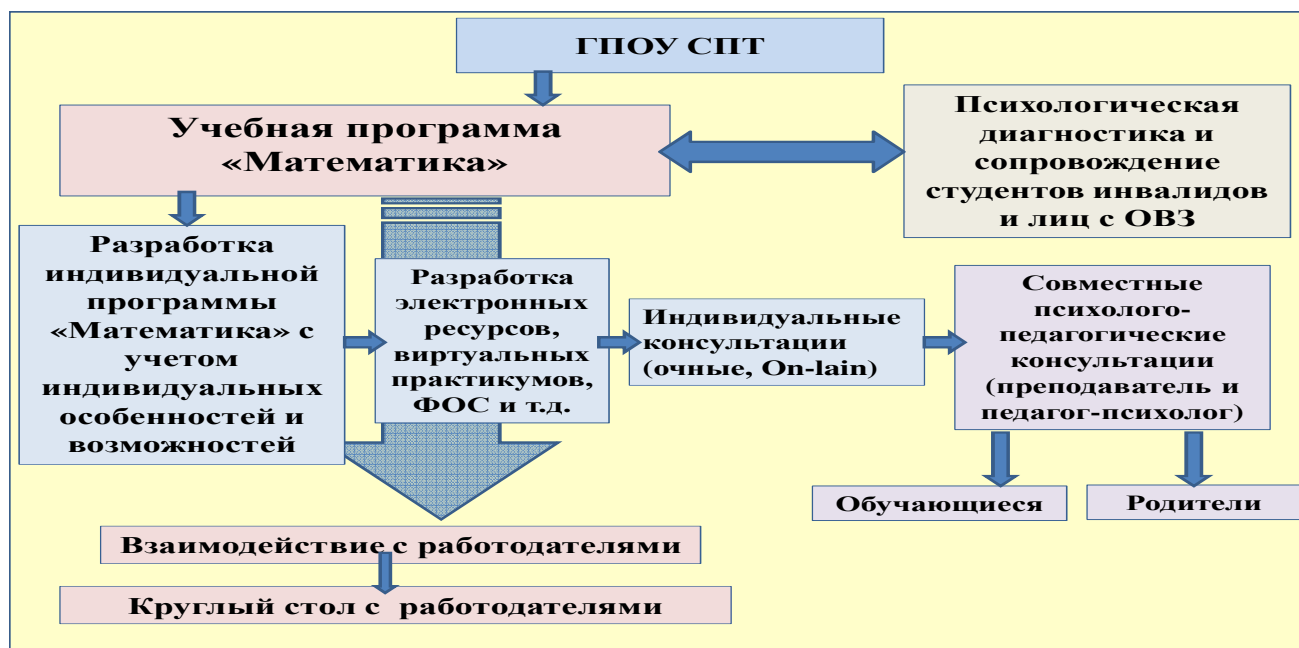 ГПОУ СПТ
Учебная программа
«Математика»
Психологическая
диагностика и
сопровождение
студентов инвалидов
и лиц с ОВЗ
Разработка
индивидуальной
программы
«Математика» с
учетом
индивидуальных
особенностей и
возможностей
Разработка
электронных
ресурсов,
виртуальных
практикумов,
ФОС и т.д.
Индивидуальные
консультации
(очные, On-lain)
Совместные
психолого-
педагогические
консультации
(преподаватель и
педагог-психолог)
Обучающиеся
Родители
Взаимодействие с работодателями
Круглый стол с работодателями